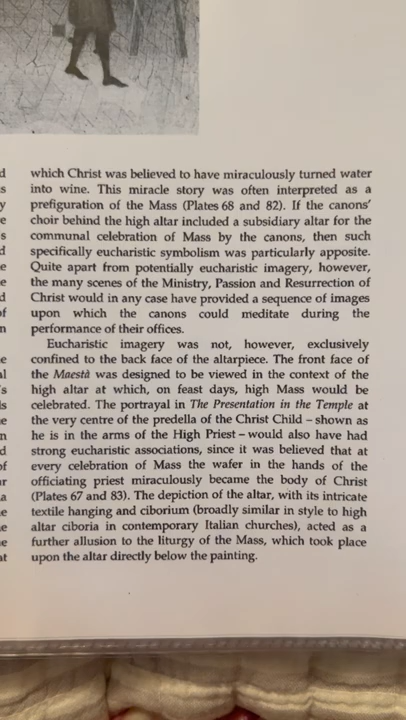 which Christ was believed to have miraculously turned water
into wine. This miracle story was often interpreted as a
prefiguration of the Mass (Plates 68 and 82). If the canons'
choir behind the high altar included a subsidiary altar for the
communal celebration of Mass by the canons, then such
specifically eucharistic symbolism was particularly apposite.
Quite apart from potentially eucharistic imagery, however,
the many scenes of the Ministry, Passion and Resurrection of
Christ would in any case have provided a sequence of images
upon which the canons could meditate during the
performance of their offices.
Eucharistic imagery was not, however, exclusively
confined to the back face of the altarpiece. The front face of
the Maestà was designed to be viewed in the context of the
high altar at which, on feast days, high Mass would be
celebrated. The portrayal in The Presentation in the Temple at
the very centre of the predella of the Christ Child – shown as
he is in the arms of the High Priest – would also have had
strong eucharistic associations, since it was believed that at
every celebration of Mass the wafer in the hands of the
officiating priest miraculously became the body of Christ
(Plates 67 and 83). The depiction of the altar, with its intricate
textile hanging and ciborium (broadly similar in style to high
altar ciboria in contemporary Italian churches), acted as a
further allusion to the liturgy of the Mass, which took place
upon the altar directly below the painting.